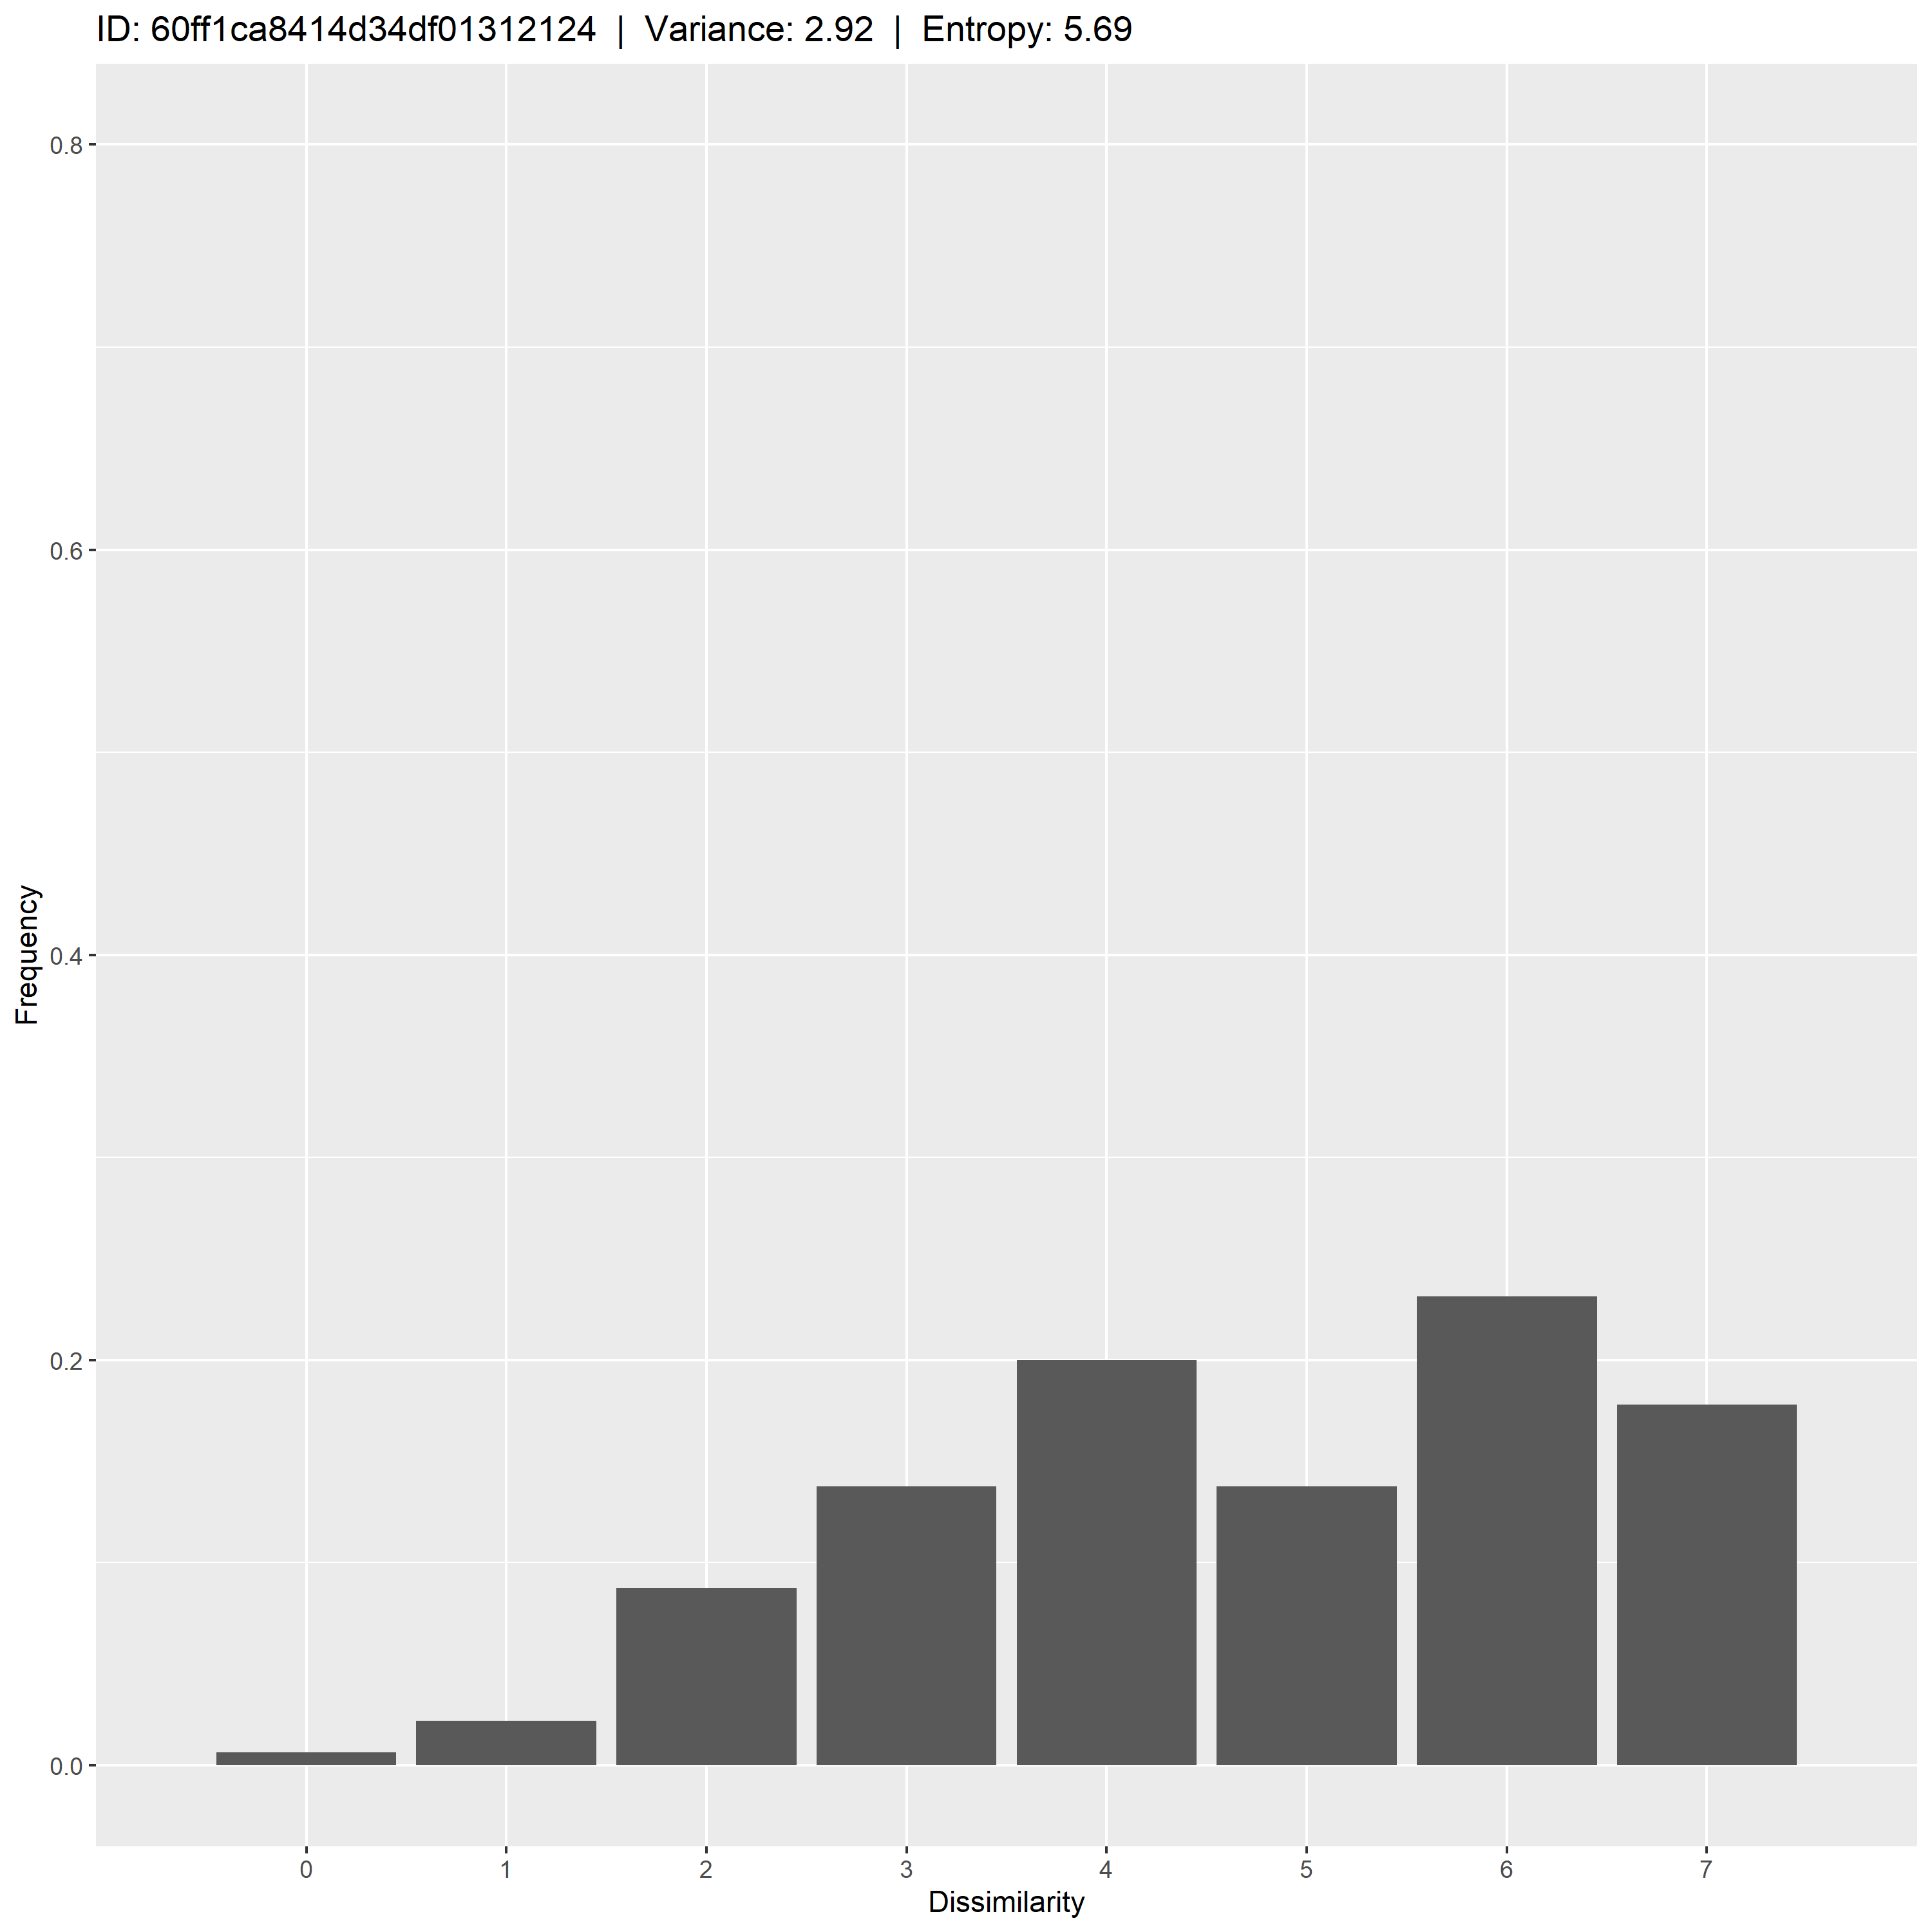 ID: 60ff1ca8414d34df01312124 | Variance: 2.92 | Entropy: 5.69
0.8
0.6
0.4
0.2
0.0
Frequency
0 1 2 3 4 5 6 7
Dissimilarity